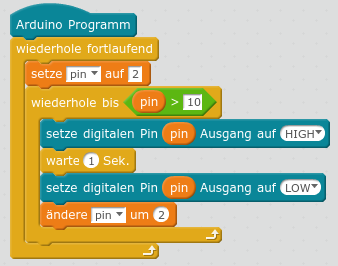 Arduino Programm
wiederhole fortlaufend
setze pin auf 2
wiederhole bis pin > 10
setze digitalen Pin pin Ausgang auf HIGH
warte 1 Sek.
setze digitalen Pin pin Ausgang auf LOW
ändere pin um 2